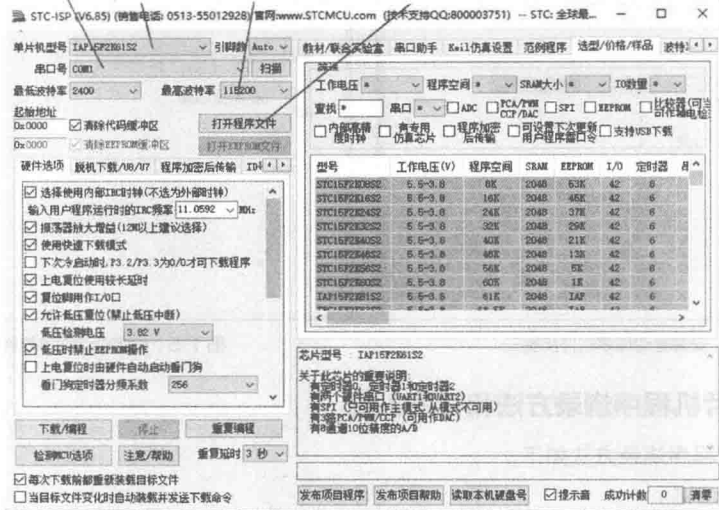 STC-ISP (V6.85) (销售电话: 0513-55012928) 官网:www.STCMCU.com (技术支持QQ:800003751) -- STC: 全球最...
单片机型号 IAP15F2K61S2 引脚数 Auto
串口号 COM1 扫描
最低波特率 2400 最高波特率 115200
起始地址
0x0000 清除代码缓冲区 打开程序文件
0x0000 清除EEPROM缓冲区 打开EEPROM文件
硬件选项 脱机下载/U8/U7 程序加密后传输
选择使用内部IRC时钟(不选为外部时钟)
输入用户程序运行时的IRC频率 11.0592 MHz
振荡器放大增益(12M以上建议选择)
使用快速下载模式
下次冷启动时,P3.2/P3.3为0/0才可下载程序
上电复位使用较长延时
复位脚用作I/O口
允许低压复位(禁止低压中断)
低压检测电压 3.82 V
低压时禁止EEPROM操作
上电复位时由硬件自动启动看门狗
看门狗定时器分频系数 256
下载/编程 停止 重复编程
检测MCU选项 注意/帮助 重复延时 3 秒
每次下载前都重新装载目标文件
当目标文件变化时自动装载并发送下载命令
教材/联合实验室 串口助手 Keil仿真设置 范例程序 选型/价格/样品 波特
筛选
工作电压 * 程序空间 * SRAM大小 * IO数量 *
查找 * 串口 * ADC PCA/PWM CCP/DAC SPI EEPROM
内部高精度时钟 有专用仿真芯片 程序加密后传输 可设置下次更新用户程序需口令 支持USB下载
型号 工作电压(V) 程序空间 SRAM EEPROM I/O 定时器
STC15F2K08S2 5.5-3.8 8K 2048 53K 42 6
STC15F2K16S2 5.5-3.8 16K 2048 45K 42 6
STC15F2K24S2 5.5-3.8 24K 2048 37K 42 6
STC15F2K32S2 5.5-3.8 32K 2048 29K 42 6
STC15F2K40S2 5.5-3.8 40K 2048 21K 42 6
STC15F2K48S2 5.5-3.8 48K 2048 13K 42 6
STC15F2K56S2 5.5-3.8 56K 2048 5K 42 6
STC15F2K60S2 5.5-3.8 60K 2048 1K 42 6
IAP15F2K61S2 5.5-3.8 61K 2048 IAP 42 6
芯片型号 : IAP15F2K61S2
关于此芯片的重要说明:
有定时器0, 定时器1和定时器2
有两个硬件串口 (UART1和UART2)
有SPI (只可用作主模式,从模式不可用)
有3路PCA/PWM/CCP (可用作DAC)
有8通道10位精度的A/D
发布项目程序 发布项目帮助 读取本机硬盘号 提示音 成功计数 0 清零